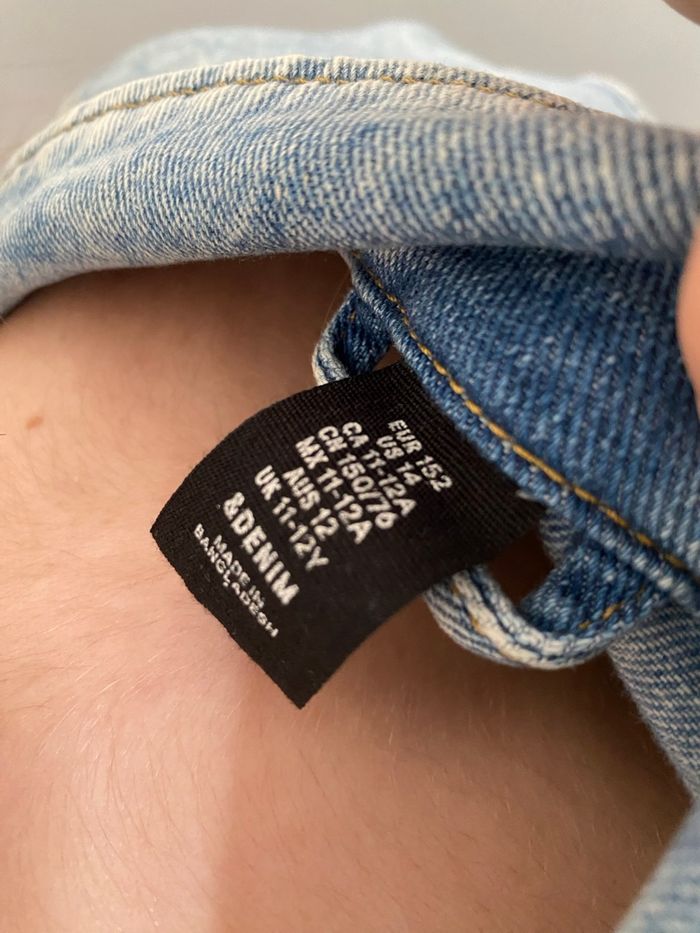 EUR 152
US 14
CA 11-12A
CN 150/76
MX 11-12A
AUS 12
UK 11-12Y
&DENIM
MADE IN
BANGLADESH